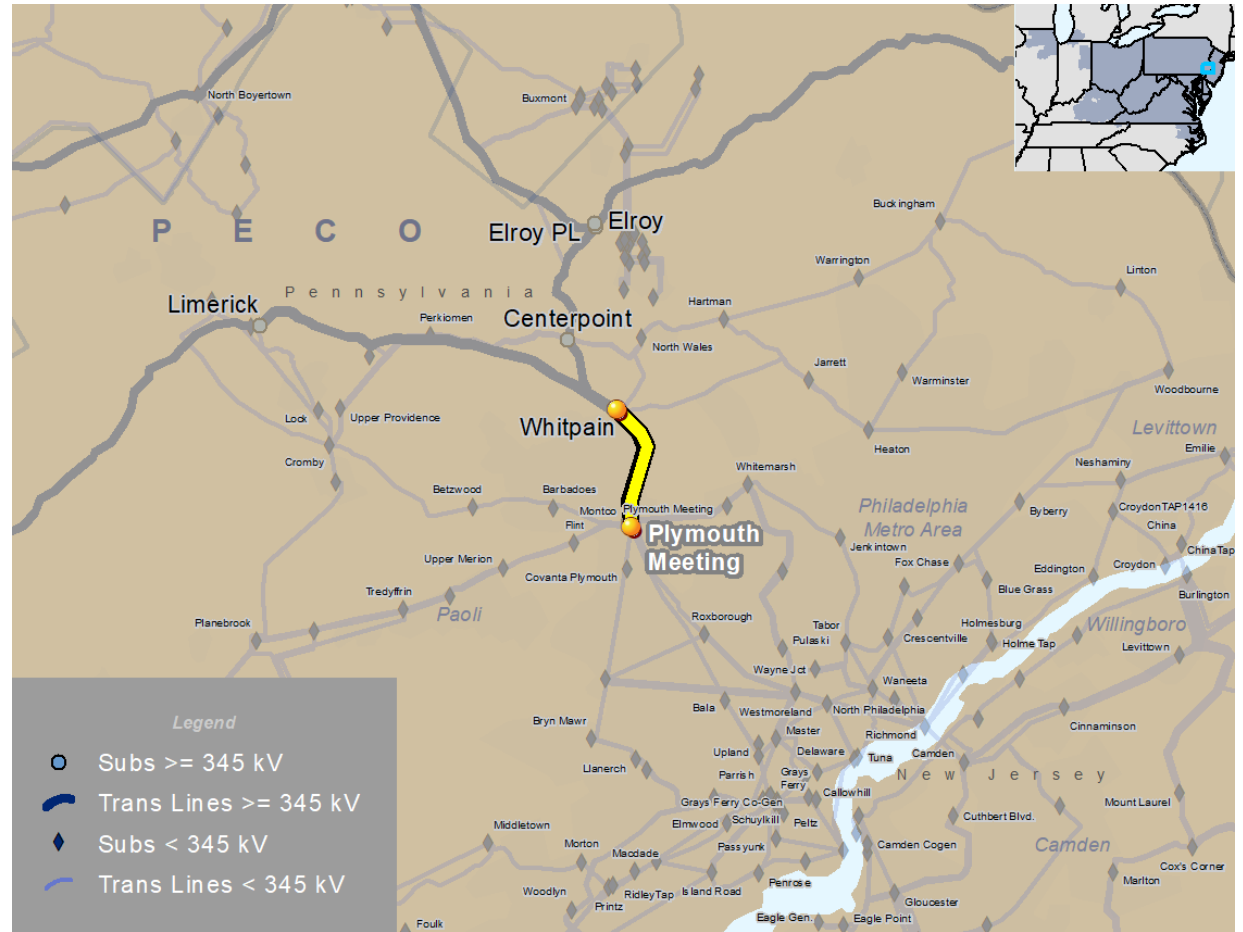 North Boyertown
Buxmont
Buckingham
P E C O
Elroy PL
Elroy
Warrington
Linton
Pennsylvania
Limerick
Perkiomen
Centerpoint
Hartman
North Wales
Jarrett
Warminster
Woodbourne
Look
Upper Providence
Whitpain
Levittown
Emilie
Heaton
Cromby
Whitemarsh
Neshaminy
Betzwood
Barbadoes
Montco
Plymouth Meeting
Philadelphia
Metro Area
Byberry
CroydonTAP1416
China
Flint
Plymouth
Meeting
Jenkintown
ChinaTap
Upper Merion
Covanta Plymouth
Fox Chase
Eddington
Croydon
Blue Grass
Burlington
Tredyffrin
Paoli
Planebrook
Roxborough
Tabor
Pulaski
Crescentville
Holmesburg
Holme Tap
Willingboro
Levittown
Wayne Jct
Waneeta
Bala
Westmoreland
North Philadelphia
Cinnaminson
Bryn Mawr
Master
Richmond
Upland
Delaware
Camden
Tuna
Llanerch
Parrish
Grays
Ferry
New Jersey
Grays Ferry Co-Gen
Callowhill
Mount Laurel
Schuylkill
Peltz
Cuthbert Blvd.
Elmwood
Middletown
Passyunk
Camden Cogen
Camden
Morton
Macdade
Cox's Corner
Marlton
Woodlyn
RidleyTap
Island Road
Penrose
Printz
Gloucester
Foulk
Eagle Gen.
Eagle Point
Legend
Subs >= 345 kV
Trans Lines >= 345 kV
Subs < 345 kV
Trans Lines < 345 kV